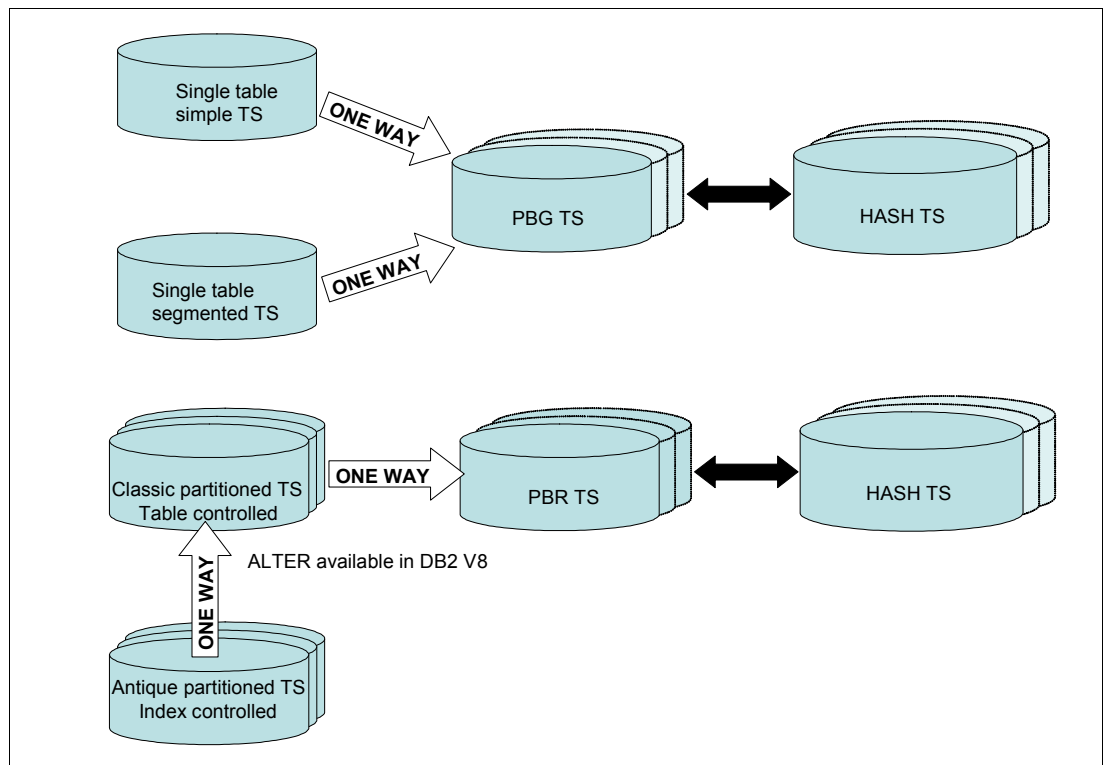 Single table
simple TS
ONE WAY
PBG TS
HASH TS
ONE WAY
Single table
segmented TS
Classic partitioned TS
Table controlled
ONE WAY
PBR TS
HASH TS
ONE WAY
ALTER available in DB2 V8
Antique partitioned TS
Index controlled